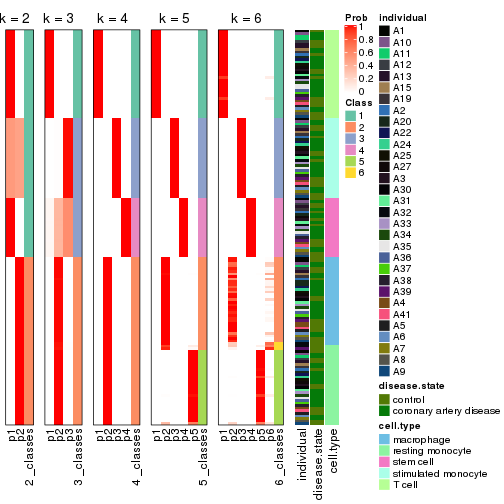 k = 2
k = 3
k = 4
k = 5
k = 6
p1
p2
2_classes
p1
p2
p3
3_classes
p1
p2
p3
p4
4_classes
p1
p2
p3
p4
p5
5_classes
p1
p2
p3
p4
p5
p6
6_classes
individual
disease.state
cell.type
Prob
1
0.8
0.6
0.4
0.2
0
Class
1
2
3
4
5
6
individual
A1
A10
A11
A12
A13
A15
A19
A2
A20
A22
A24
A25
A27
A3
A30
A31
A32
A33
A34
A35
A36
A37
A38
A39
A4
A41
A5
A6
A7
A8
A9
disease.state
control
coronary artery disease
cell.type
macrophage
resting monocyte
stem cell
stimulated monocyte
T cell